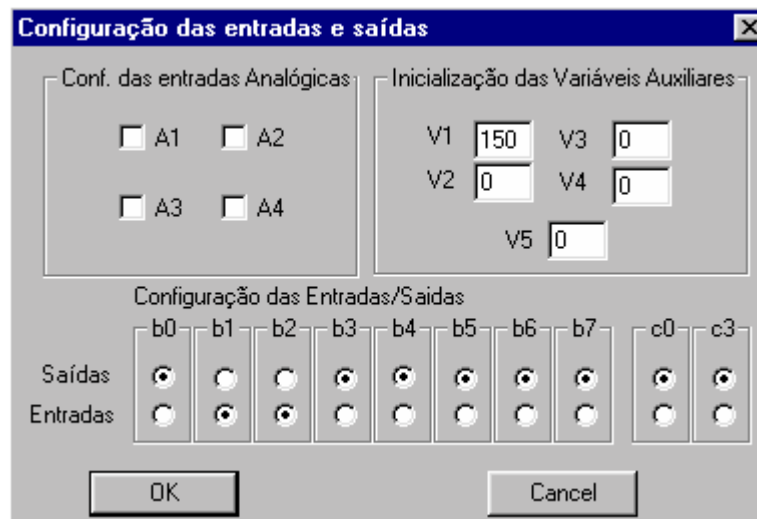 Configuração das entradas e saídas
Conf. das entradas Analógicas
A1 A2
A3 A4
Inicialização das Variáveis Auxiliares
V1 150 V3 0
V2 0 V4 0
V5 0
Configuração das Entradas/Saidas
b0 b1 b2 b3 b4 b5 b6 b7 c0 c3
Saídas
Entradas
OK Cancel